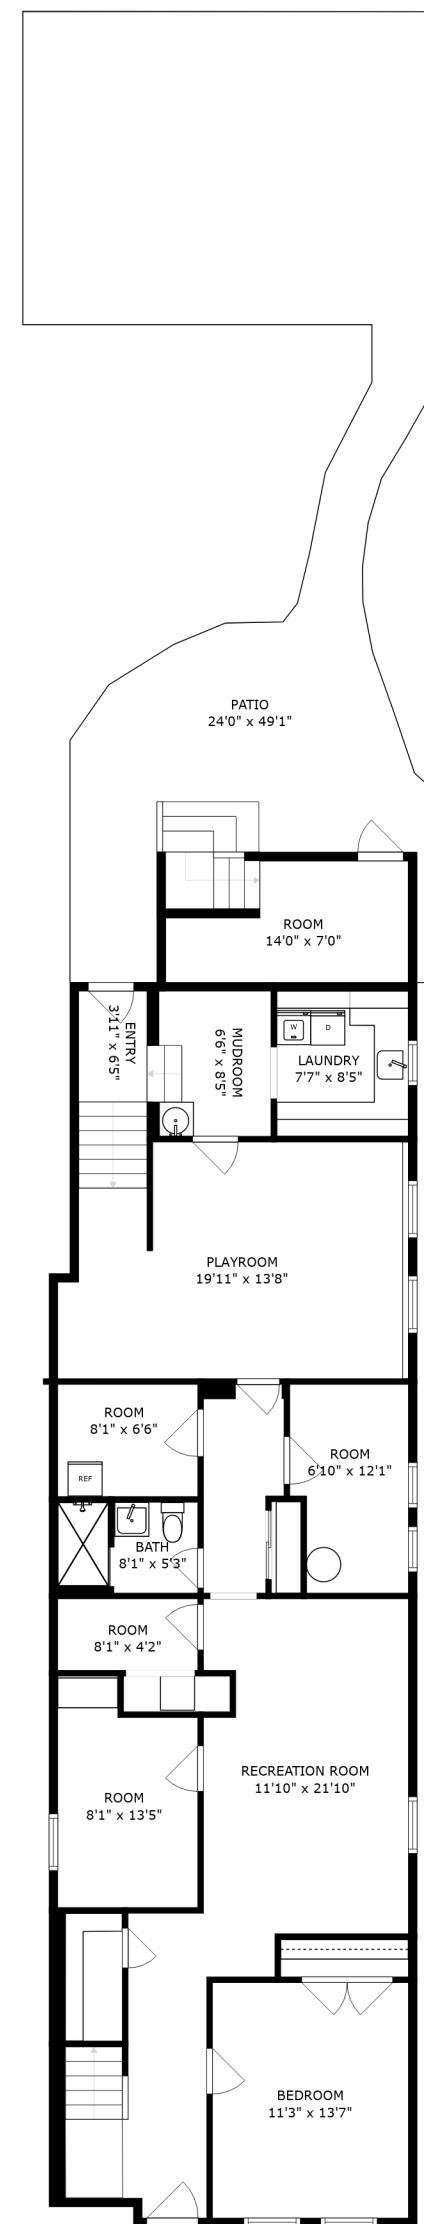 PATIO
24'0" x 49'1"
ROOM
14'0" x 7'0"
ENTRY
3'11" x 6'5"
MUDROOM
6'6" x 8'5"
W
D
LAUNDRY
7'7" x 8'5"
PLAYROOM
19'11" x 13'8"
ROOM
8'1" x 6'6"
REF
ROOM
6'10" x 12'1"
BATH
8'1" x 5'3"
ROOM
8'1" x 4'2"
RECREATION ROOM
11'10" x 21'10"
ROOM
8'1" x 13'5"
BEDROOM
11'3" x 13'7"